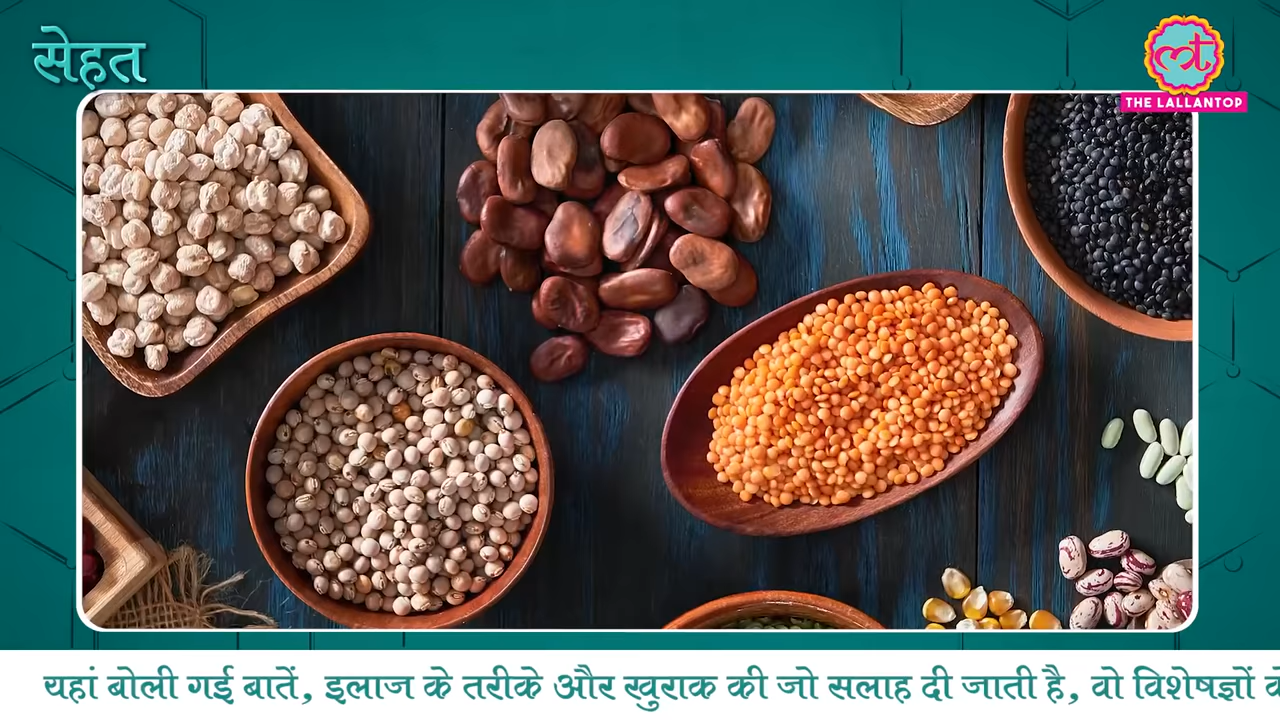 सेहत
THE LALLANTOP
यहां बोली गई बातें, इलाज के तरीके और खुराक की जो सलाह दी जाती है, वो विशेषज्ञों